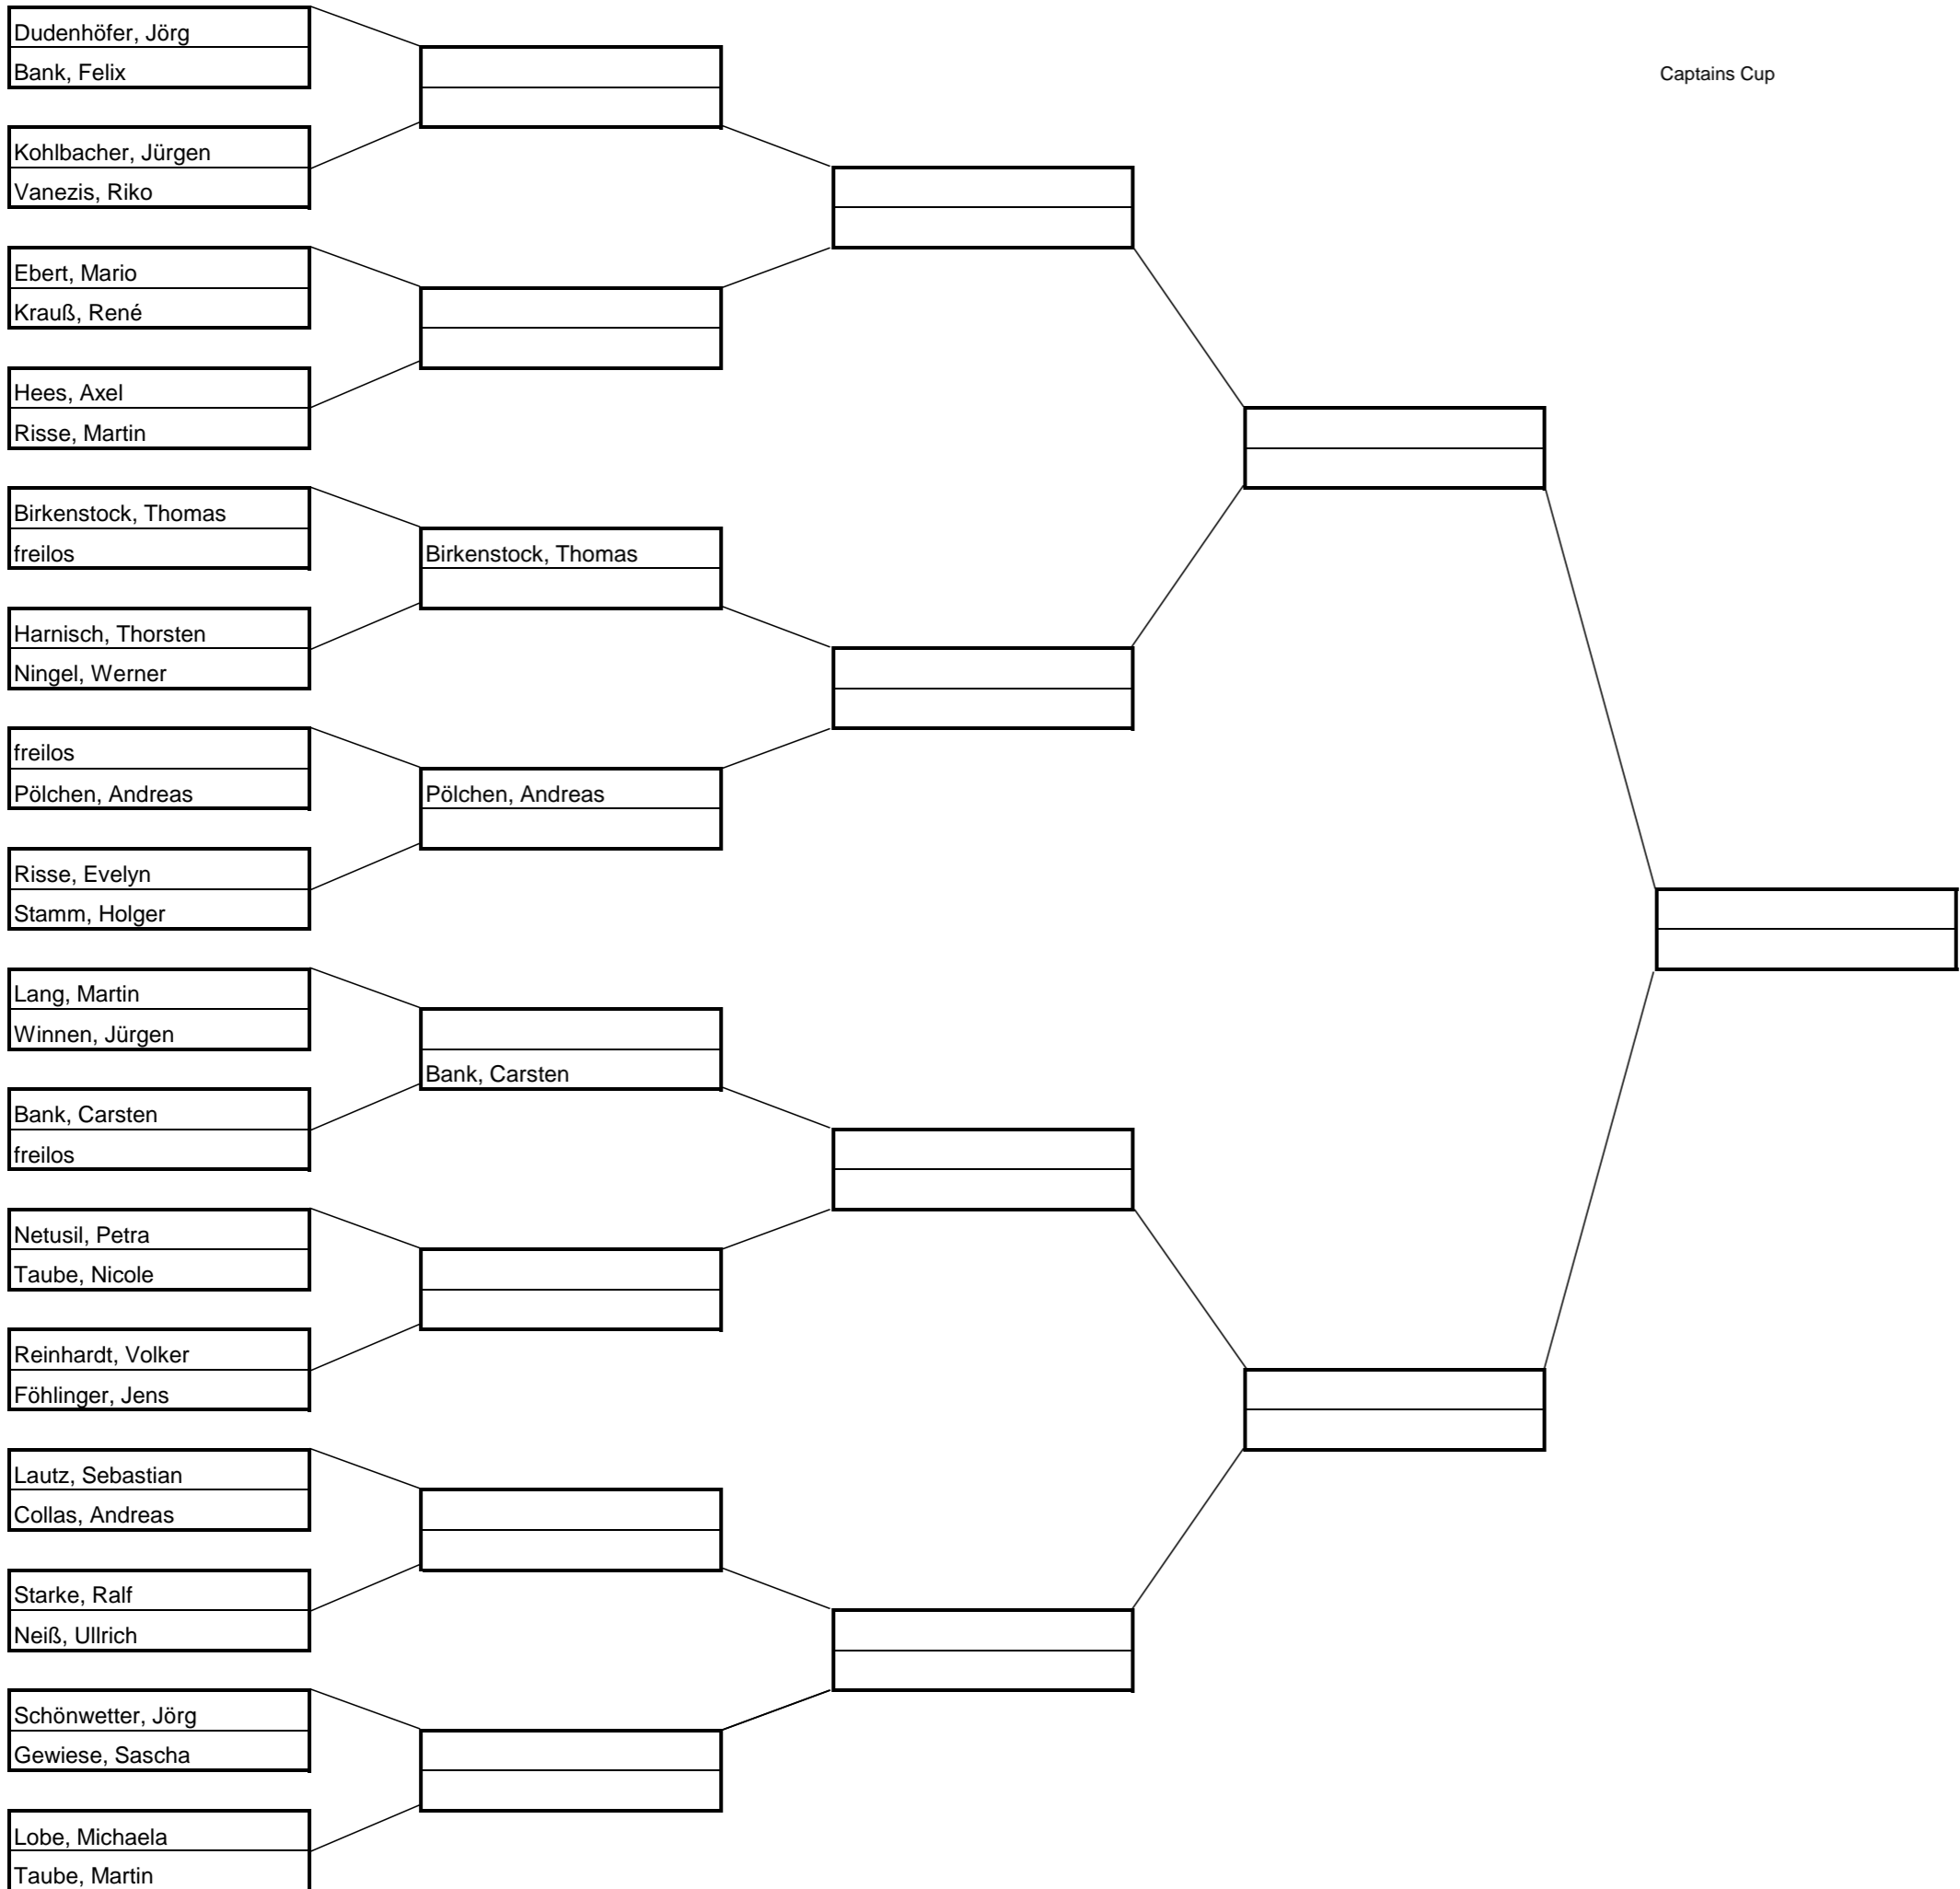 Dudenhöfer, Jörg
Bank, Felix
Captains Cup
Kohlbacher, Jürgen
Vanezis, Riko
Ebert, Mario
Krauß, René
Hees, Axel
Risse, Martin
Birkenstock, Thomas
freilos
Birkenstock, Thomas
Harnisch, Thorsten
Ningel, Werner
freilos
Pölchen, Andreas
Pölchen, Andreas
Risse, Evelyn
Stamm, Holger
Lang, Martin
Winnen, Jürgen
Bank, Carsten
Bank, Carsten
freilos
Netusil, Petra
Taube, Nicole
Reinhardt, Volker
Föhlinger, Jens
Lautz, Sebastian
Collas, Andreas
Starke, Ralf
Neiß, Ullrich
Schönwetter, Jörg
Gewiese, Sascha
Lobe, Michaela
Taube, Martin